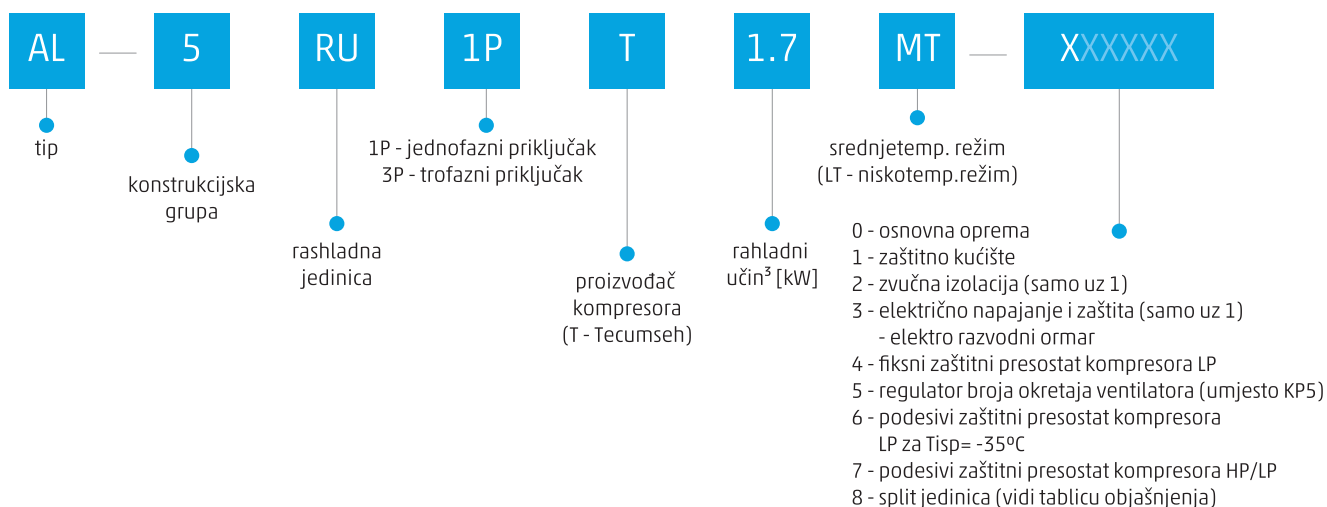 AL — 5 RU 1P T 1.7 MT — XXXXXX
tip
konstrukcijska
grupa
rashladna
jedinica
1P - jednofazni priključak
3P - trofazni priključak
proizvođač
kompresora
(T - Tecumseh)
rahladni
učin³ [kW]
srednjetemp. režim
(LT - niskotemp.režim)
0 - osnovna oprema
1 - zaštitno kućište
2 - zvučna izolacija (samo uz 1)
3 - električno napajanje i zaštita (samo uz 1)
- elektro razvodni ormar
4 - fiksni zaštitni presostat kompresora LP
5 - regulator broja okretaja ventilatora (umjesto KP5)
6 - podesivi zaštitni presostat kompresora
LP za Tisp= -35ºC
7 - podesivi zaštitni presostat kompresora HP/LP
8 - split jedinica (vidi tablicu objašnjenja)